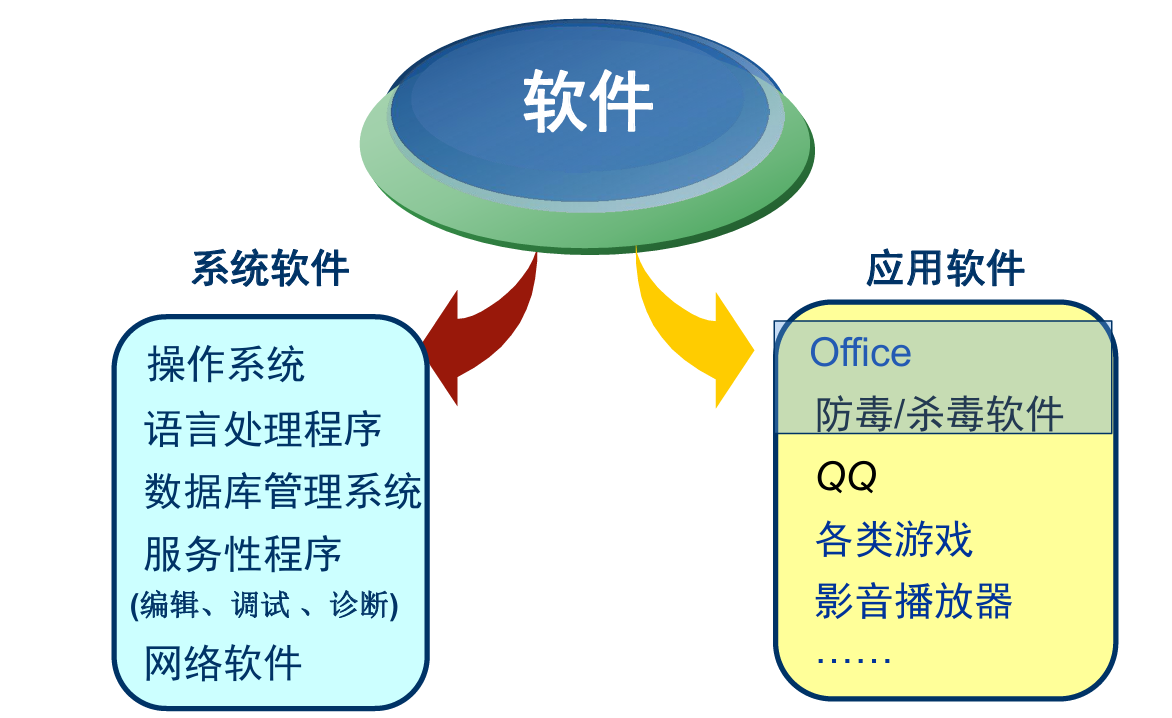 软件
系统软件
操作系统
语言处理程序
数据库管理系统
服务性程序
(编辑、调试 、诊断)
网络软件
应用软件
Office
防毒/杀毒软件
QQ
各类游戏
影音播放器
……